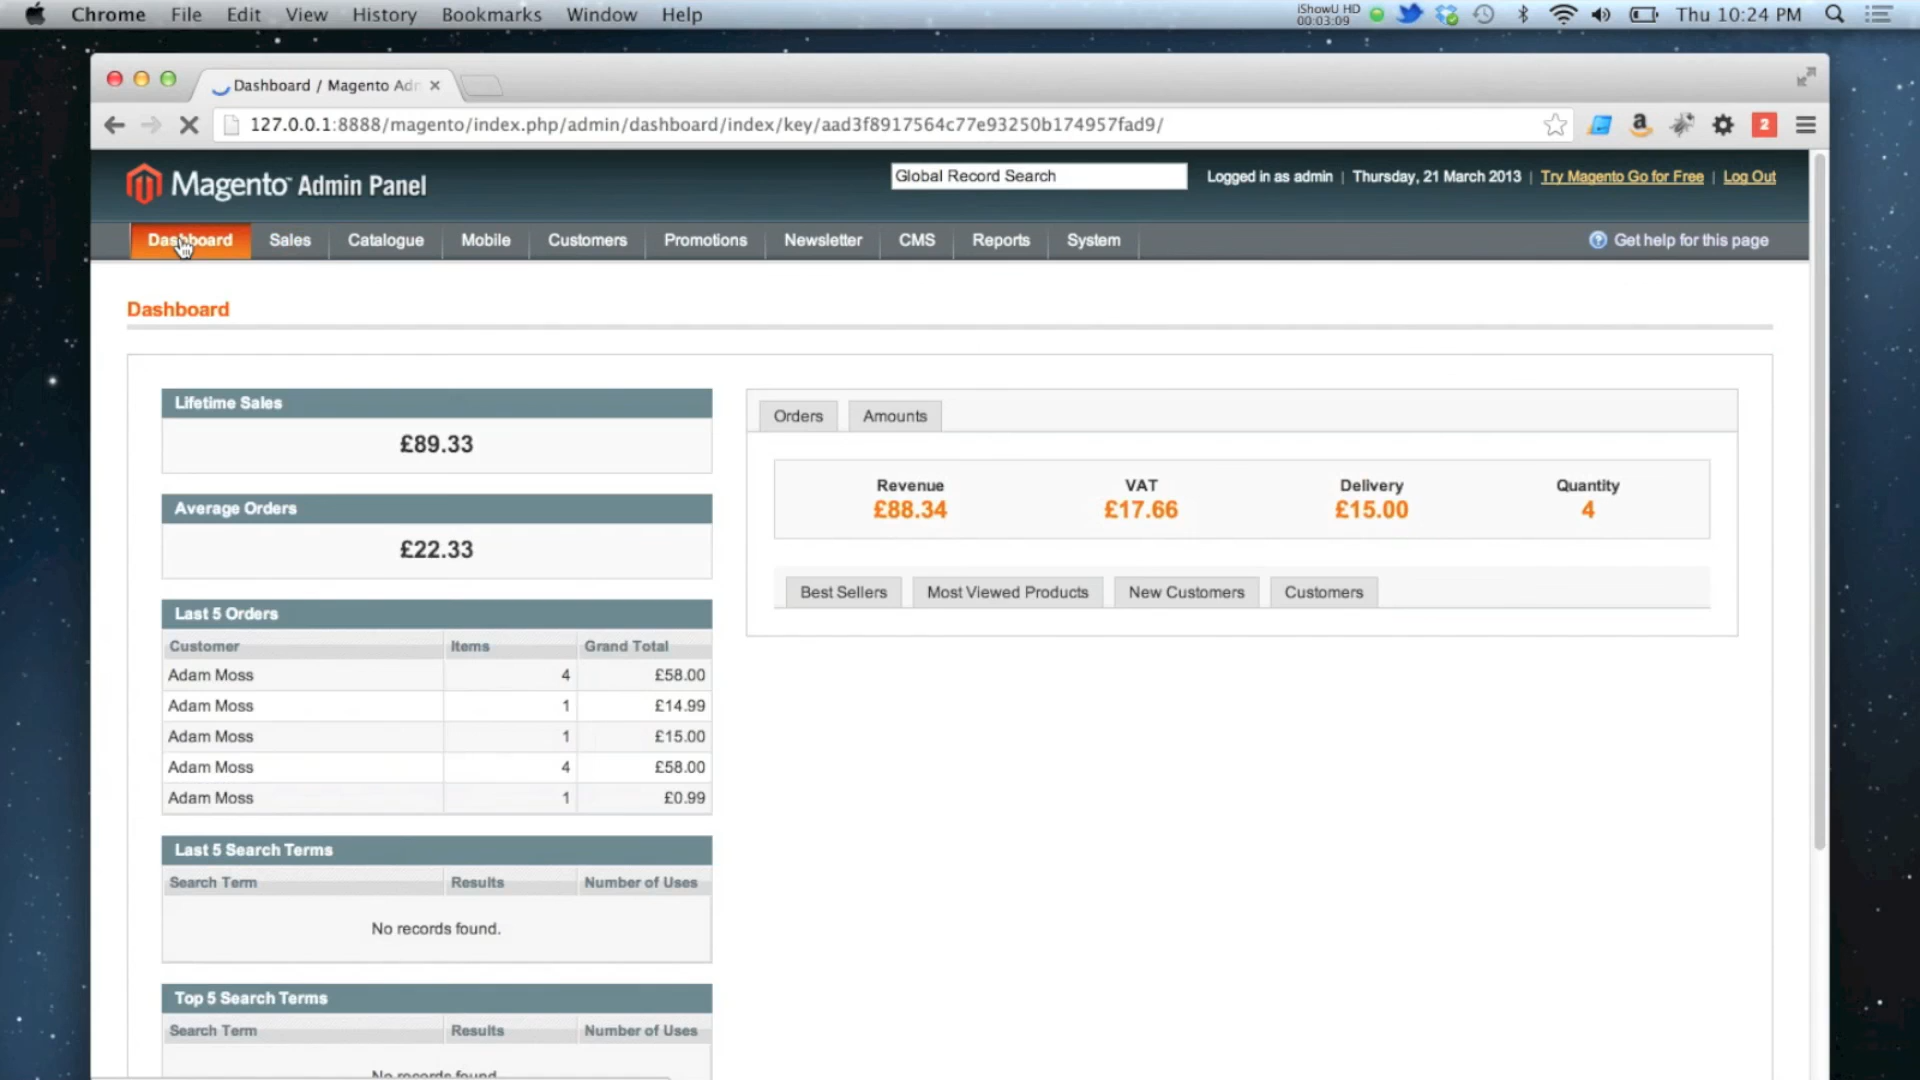 Chrome File Edit View History Bookmarks Window Help
iShowU HD
00:03:09
Thu 10:24 PM
Dashboard / Magento Adn
127.0.0.1:8888/magento/index.php/admin/dashboard/index/key/aad3f8917564c77e93250b174957fad9/
2
Magento Admin Panel
Global Record Search
Logged in as admin | Thursday, 21 March 2013 | Try Magento Go for Free | Log Out
Dashboard Sales Catalogue Mobile Customers Promotions Newsletter CMS Reports System
Get help for this page
Dashboard
Lifetime Sales
£89.33
Average Orders
£22.33
Last 5 Orders
Customer Items Grand Total
Adam Moss 4 £58.00
Adam Moss 1 £14.99
Adam Moss 1 £15.00
Adam Moss 4 £58.00
Adam Moss 1 £0.99
Last 5 Search Terms
Search Term Results Number of Uses
No records found.
Top 5 Search Terms
Search Term Results Number of Uses
No records found
Orders Amounts
Revenue VAT Delivery Quantity
£88.34 £17.66 £15.00 4
Best Sellers Most Viewed Products New Customers Customers